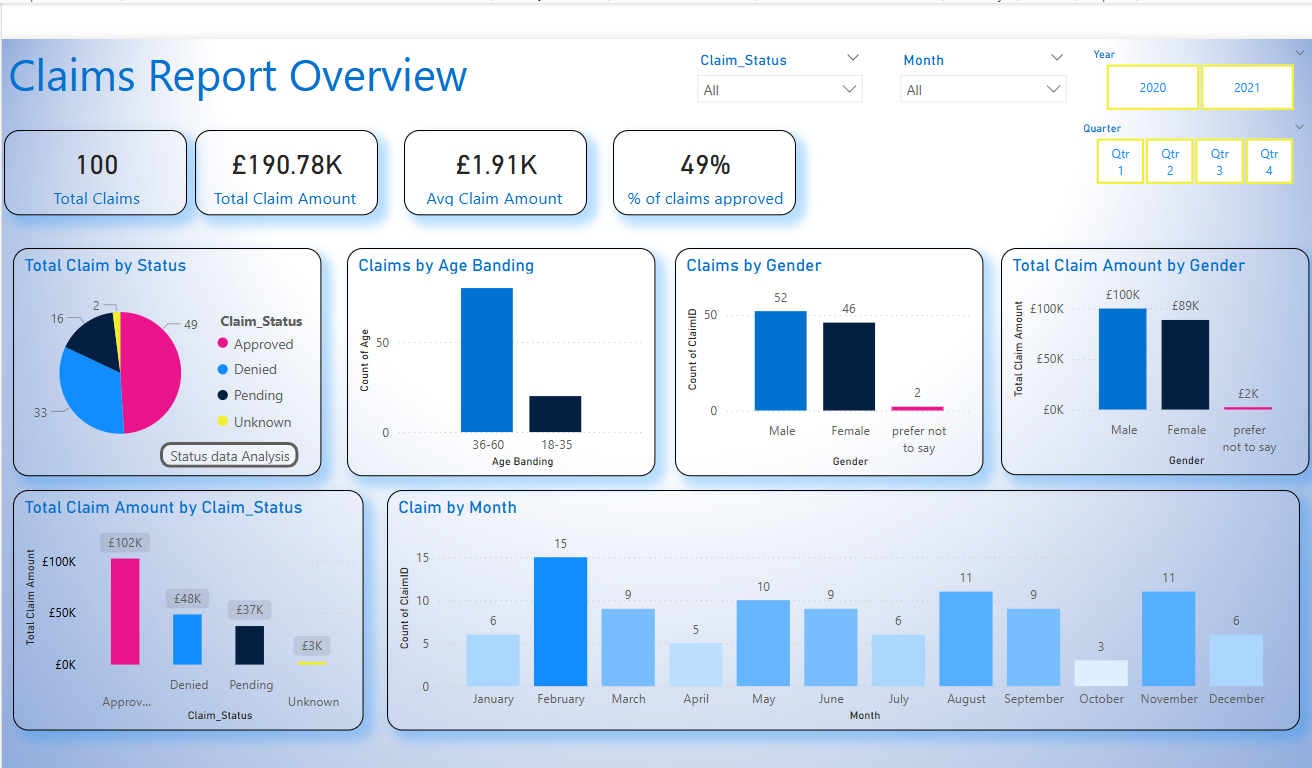 Claims Report Overview
Claim_Status
All
Month
All
Year
2020
2021
Quarter
Qtr
1
Qtr
2
Qtr
3
Qtr
4
100
Total Claims
£190.78K
Total Claim Amount
£1.91K
Avg Claim Amount
49%
% of claims approved
Total Claim by Status
2
16
49
33
Claim_Status
Approved
Denied
Pending
Unknown
Status data Analysis
Claims by Age Banding
Count of Age
50
0
36-60
18-35
Age Banding
Claims by Gender
Count of ClaimID
50
0
52
46
2
Male
Female
prefer not
to say
Gender
Total Claim Amount by Gender
Total Claim Amount
£100K
£50K
£0K
£100K
£89K
£2K
Male
Female
prefer
not to say
Gender
Total Claim Amount by Claim_Status
Total Claim Amount
£100K
£50K
£0K
£102K
£48K
£37K
£3K
Approv...
Denied
Pending
Unknown
Claim_Status
Claim by Month
Count of ClaimID
15
10
5
0
6
15
9
5
10
9
6
11
9
3
11
6
January
February
March
April
May
June
July
August
September
October
November
December
Month